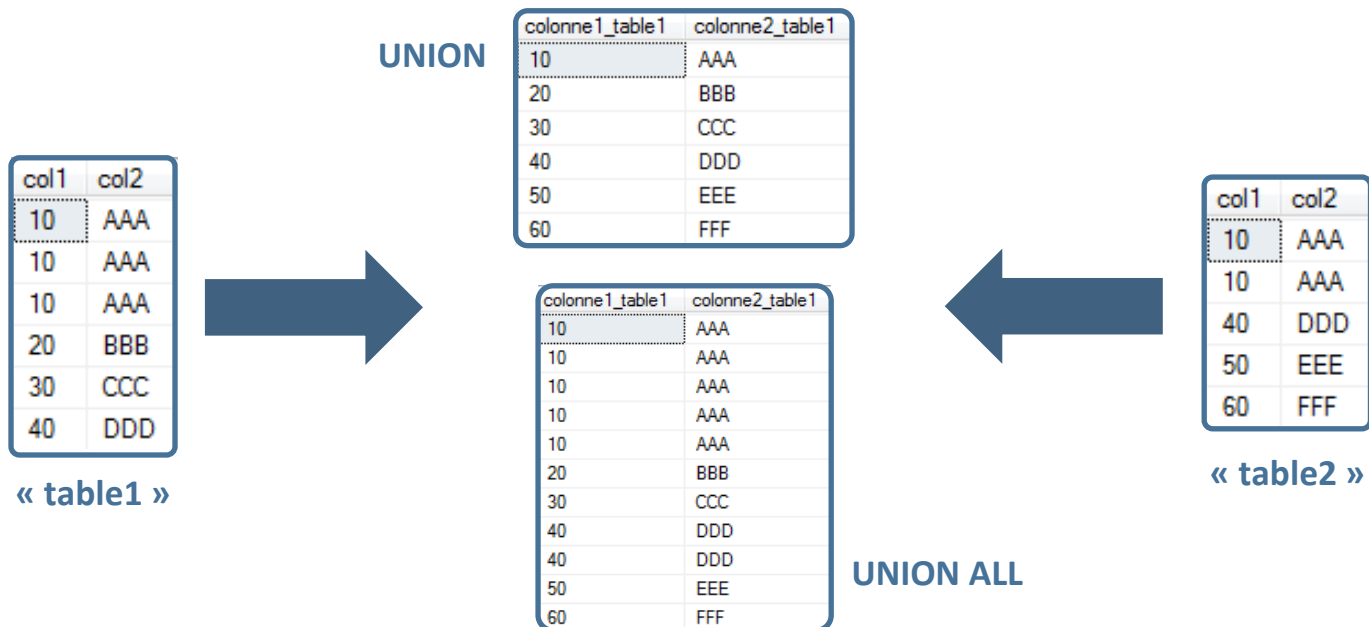 UNION
colonne1_table1 colonne2_table1
10 AAA
20 BBB
30 CCC
40 DDD
50 EEE
60 FFF
col1 col2
10 AAA
10 AAA
10 AAA
20 BBB
30 CCC
40 DDD
« table1 »
colonne1_table1 colonne2_table1
10 AAA
10 AAA
10 AAA
10 AAA
10 AAA
20 BBB
30 CCC
40 DDD
40 DDD
50 EEE
60 FFF
UNION ALL
col1 col2
10 AAA
10 AAA
40 DDD
50 EEE
60 FFF
« table2 »